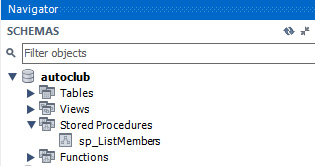 Navigator
SCHEMAS
Filter objects
autoclub
Tables
Views
Stored Procedures
sp_ListMembers
Functions